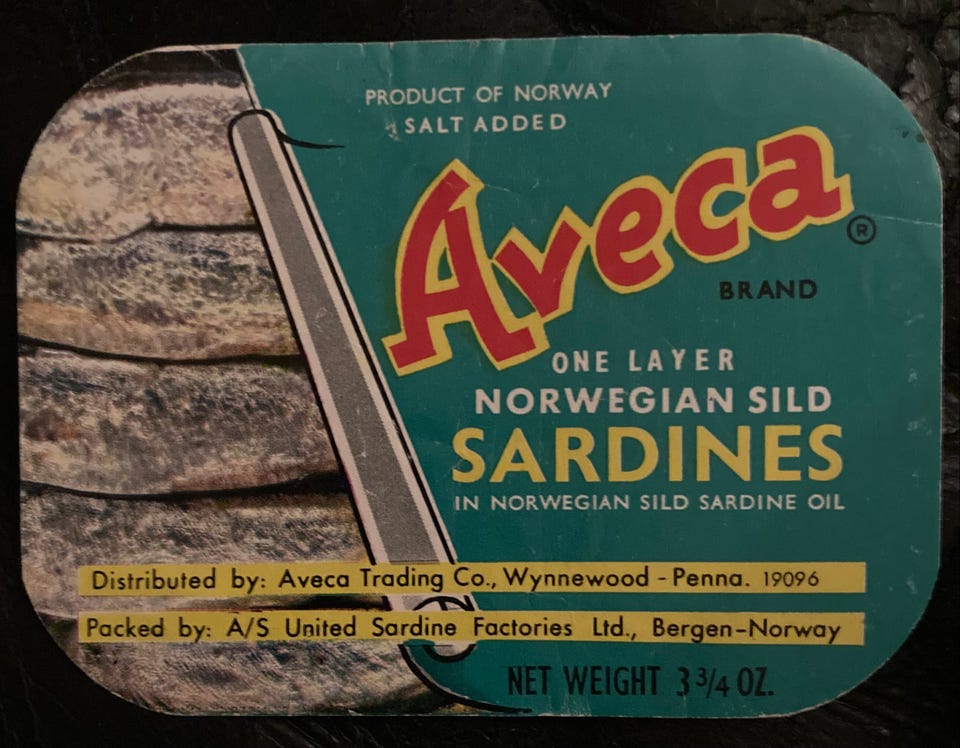 PRODUCT OF NORWAY
SALT ADDED
Aveca ®
BRAND
ONE LAYER
NORWEGIAN SILD
SARDINES
IN NORWEGIAN SILD SARDINE OIL
Distributed by: Aveca Trading Co., Wynnewood - Penna. 19096
Packed by: A/S United Sardine Factories Ltd., Bergen-Norway
NET WEIGHT 3 3/4 OZ.